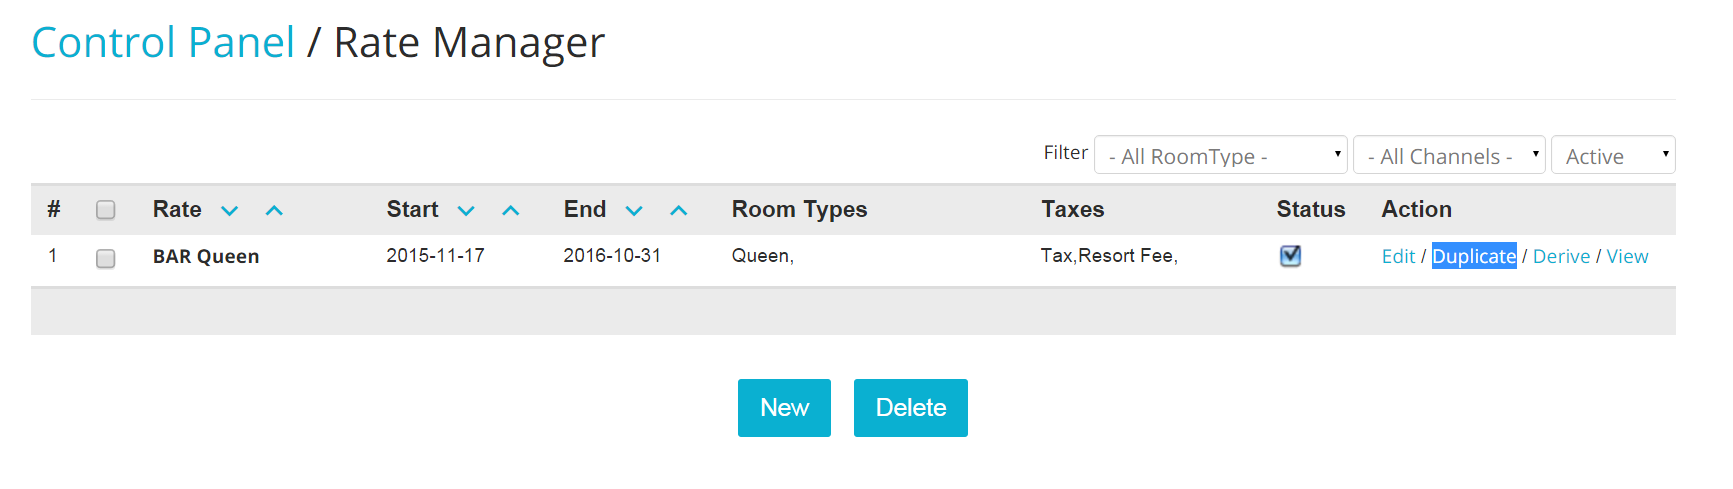 Control Panel / Rate Manager
Filter - All RoomType - - All Channels - Active
# Rate Start End Room Types Taxes Status Action
1 BAR Queen 2015-11-17 2016-10-31 Queen, Tax,Resort Fee, Edit / Duplicate / Derive / View
New Delete